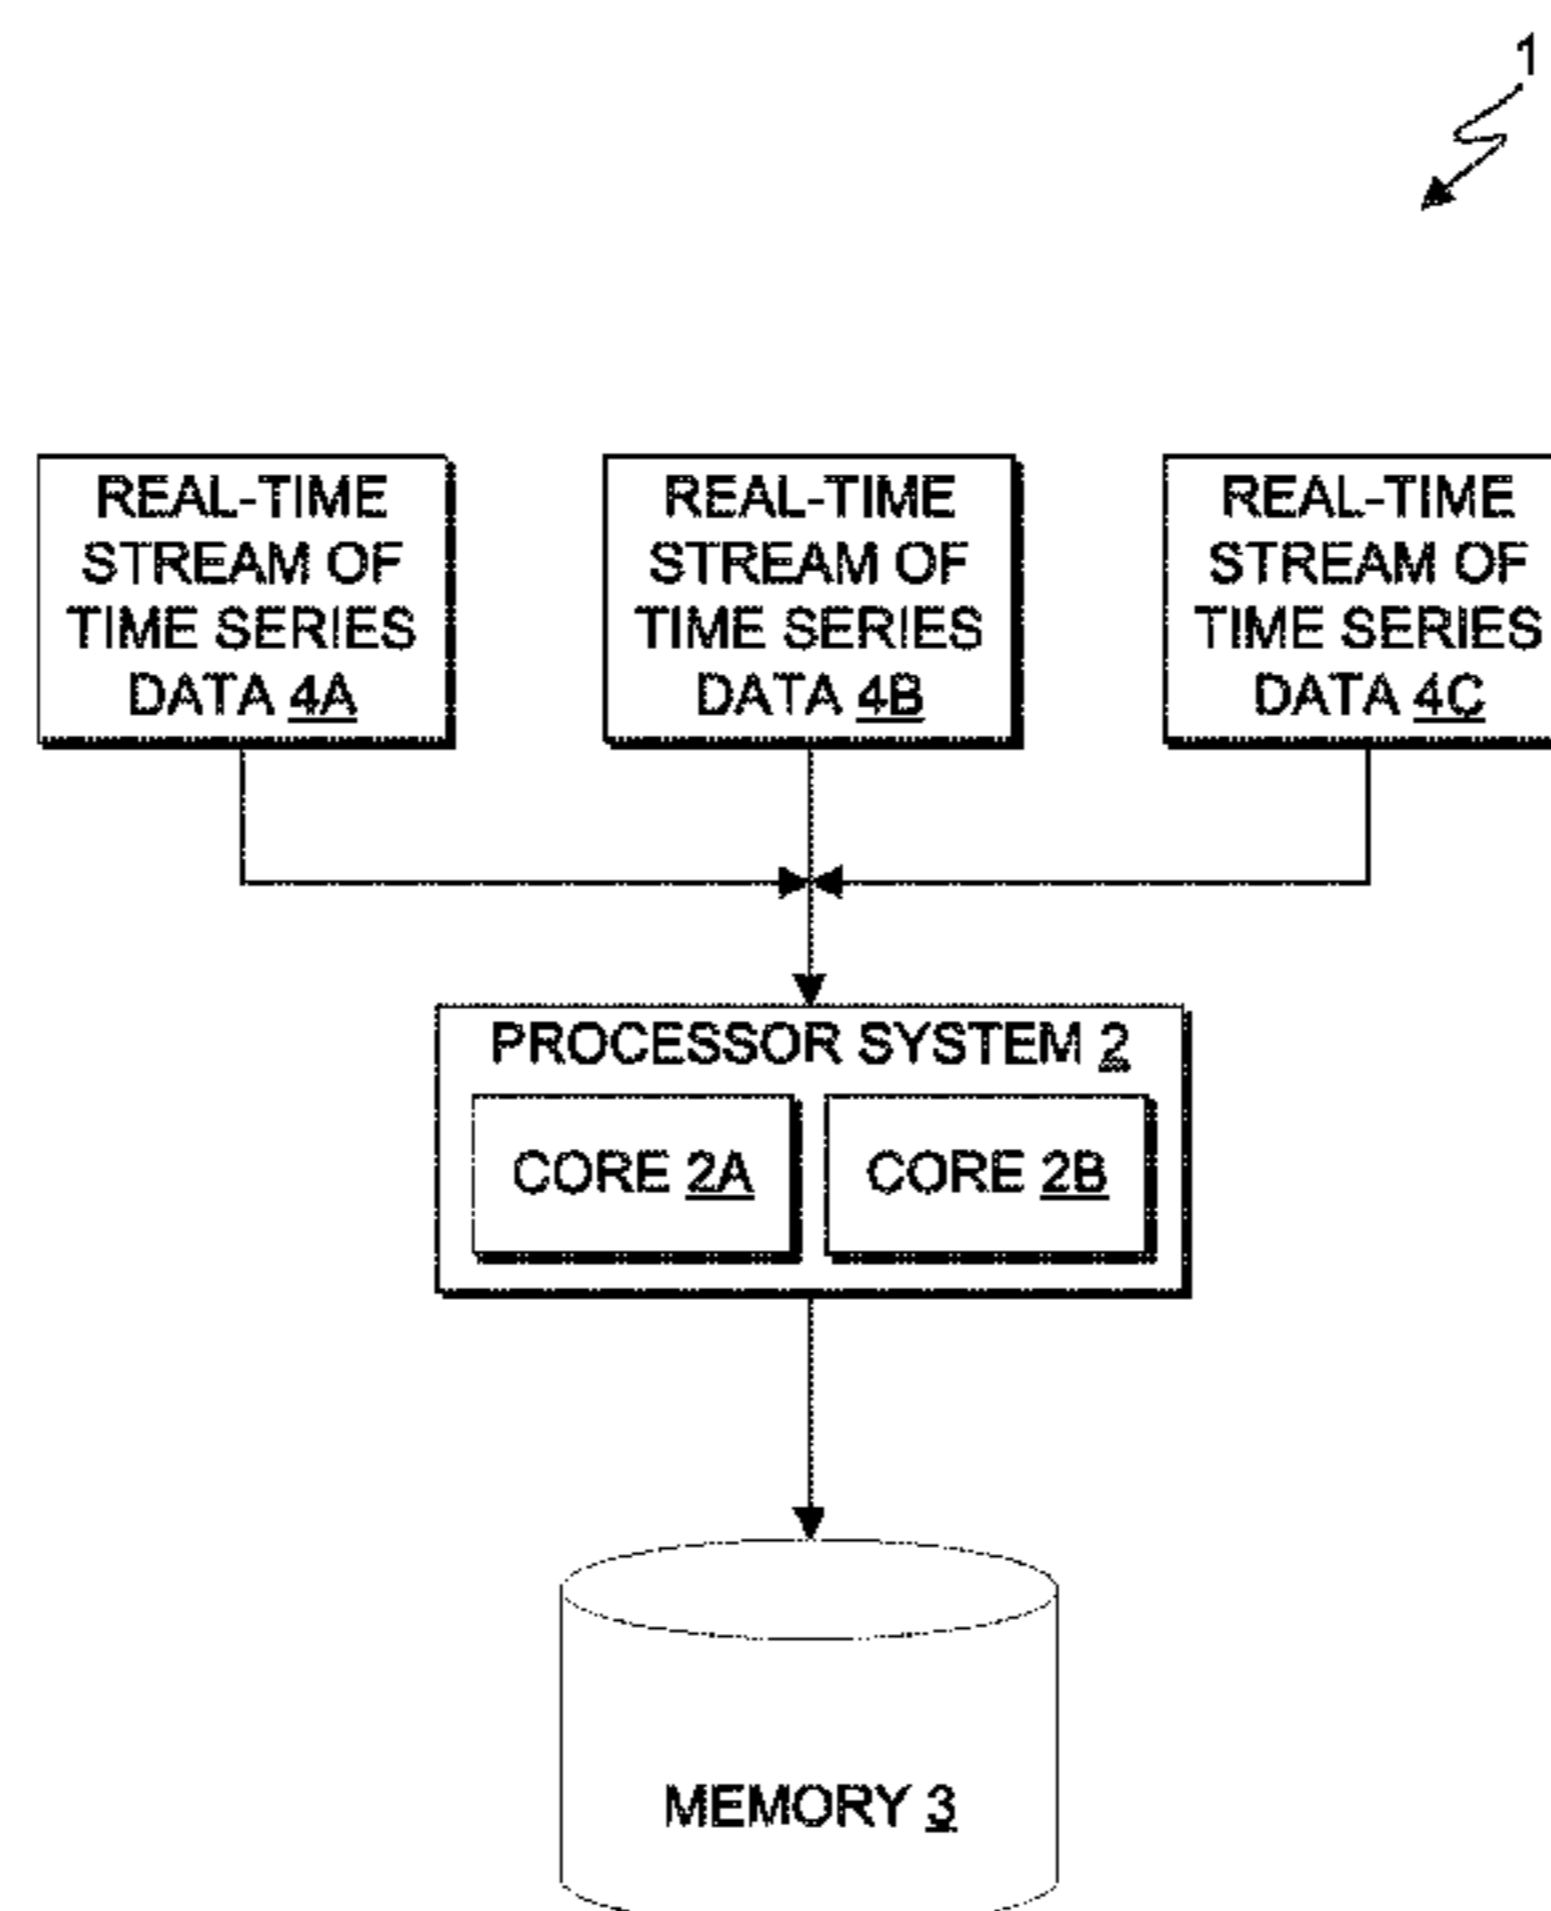 1
REAL-TIME
STREAM OF
TIME SERIES
DATA 4A
REAL-TIME
STREAM OF
TIME SERIES
DATA 4B
REAL-TIME
STREAM OF
TIME SERIES
DATA 4C
PROCESSOR SYSTEM 2
CORE 2A
CORE 2B
MEMORY 3